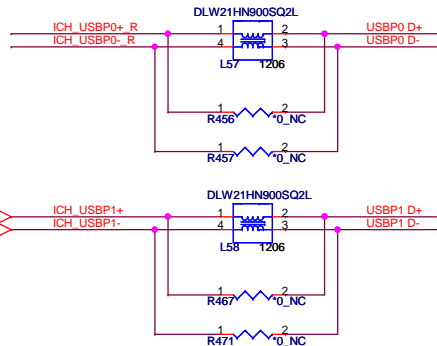 DLW21HN900SQ2L
ICH_USBP0+_R 1 2 USBP0 D+
ICH_USBP0-_R 4 3 USBP0 D-
L57 1206
1 2
R456 *0_NC
1 2
R457 *0_NC
DLW21HN900SQ2L
ICH_USBP1+ 1 2 USBP1 D+
ICH_USBP1- 4 3 USBP1 D-
L58 1206
1 2
R467 *0_NC
1 2
R471 *0_NC